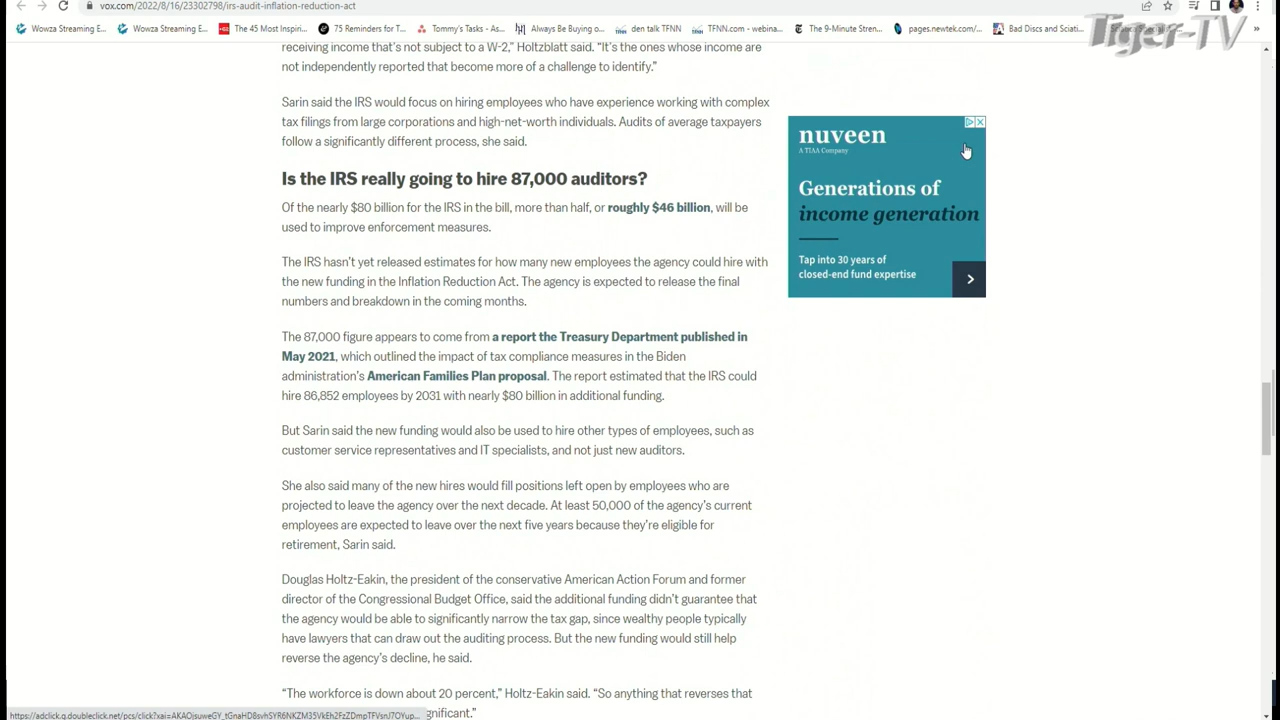 vox.com/2022/8/16/23302798/irs-audit-inflation-reduction-act
Wowza Streaming E...
Wowza Streaming E...
The 45 Most Inspiri...
75 Reminders for T...
Tommy's Tasks - As...
Always Be Buying o...
den talk TFNN
TFNN.com - webina...
The 9-Minute Stren...
pages.newtek.com/...
Bad Discs and Sciati...
Tiger-TV
receiving income that's not subject to a W-2,” Holtzblatt said. “It's the ones whose income are
not independently reported that become more of a challenge to identify.”
Sarin said the IRS would focus on hiring employees who have experience working with complex
tax filings from large corporations and high-net-worth individuals. Audits of average taxpayers
follow a significantly different process, she said.
Is the IRS really going to hire 87,000 auditors?
Of the nearly $80 billion for the IRS in the bill, more than half, or roughly $46 billion, will be
used to improve enforcement measures.
The IRS hasn't yet released estimates for how many new employees the agency could hire with
the new funding in the Inflation Reduction Act. The agency is expected to release the final
numbers and breakdown in the coming months.
The 87,000 figure appears to come from a report the Treasury Department published in
May 2021, which outlined the impact of tax compliance measures in the Biden
administration's American Families Plan proposal. The report estimated that the IRS could
hire 86,852 employees by 2031 with nearly $80 billion in additional funding.
But Sarin said the new funding would also be used to hire other types of employees, such as
customer service representatives and IT specialists, and not just new auditors.
She also said many of the new hires would fill positions left open by employees who are
projected to leave the agency over the next decade. At least 50,000 of the agency's current
employees are expected to leave over the next five years because they're eligible for
retirement, Sarin said.
Douglas Holtz-Eakin, the president of the conservative American Action Forum and former
director of the Congressional Budget Office, said the additional funding didn't guarantee that
the agency would be able to significantly narrow the tax gap, since wealthy people typically
have lawyers that can draw out the auditing process. But the new funding would still help
reverse the agency's decline, he said.
“The workforce is down about 20 percent,” Holtz-Eakin said. “So anything that reverses that
gnificant.”
nuveen
A TIAA Company
Generations of
income generation
Tap into 30 years of
closed-end fund expertise